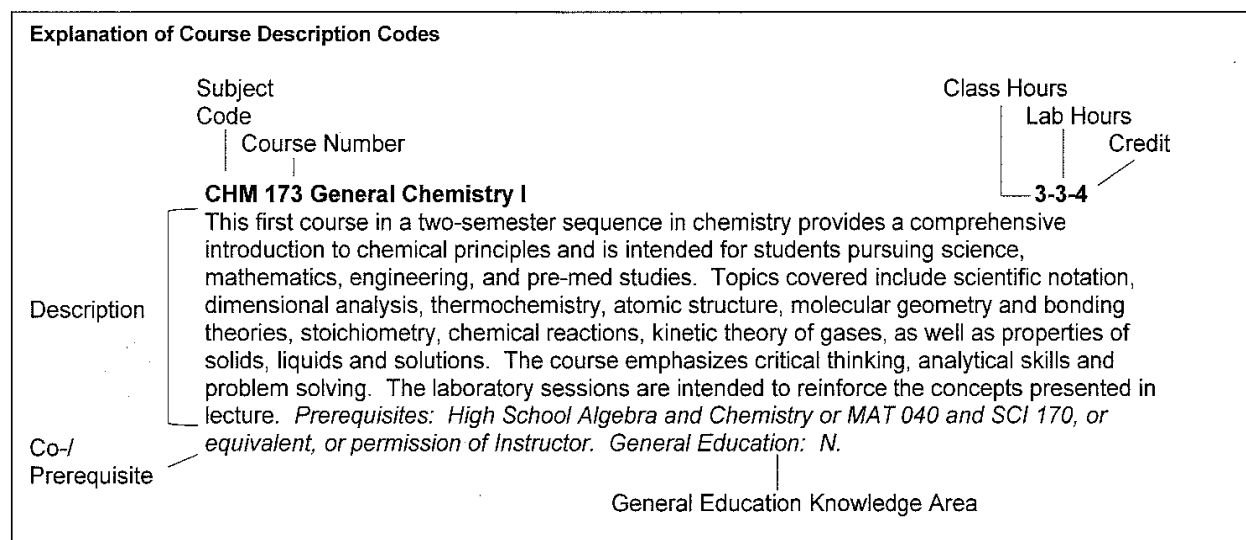 Explanation of Course Description Codes
Subject
Code
Class Hours
Lab Hours
Course Number
Credit
CHM 173 General Chemistry I
3-3-4
This first course in a two-semester sequence in chemistry provides a comprehensive
introduction to chemical principles and is intended for students pursuing science,
mathematics, engineering, and pre-med studies. Topics covered include scientific notation,
Description
dimensional analysis, thermochemistry, atomic structure, molecular geometry and bonding
theories, stoichiometry, chemical reactions, kinetic theory of gases, as well as properties of
solids, liquids and solutions. The course emphasizes critical thinking, analytical skills and
problem solving. The laboratory sessions are intended to reinforce the concepts presented in
lecture. Prerequisites: High School Algebra and Chemistry or MAT 040 and SCI 170, or
equivalent, or permission of Instructor. General Education: N.
Co-/
Prerequisite
General Education Knowledge Area